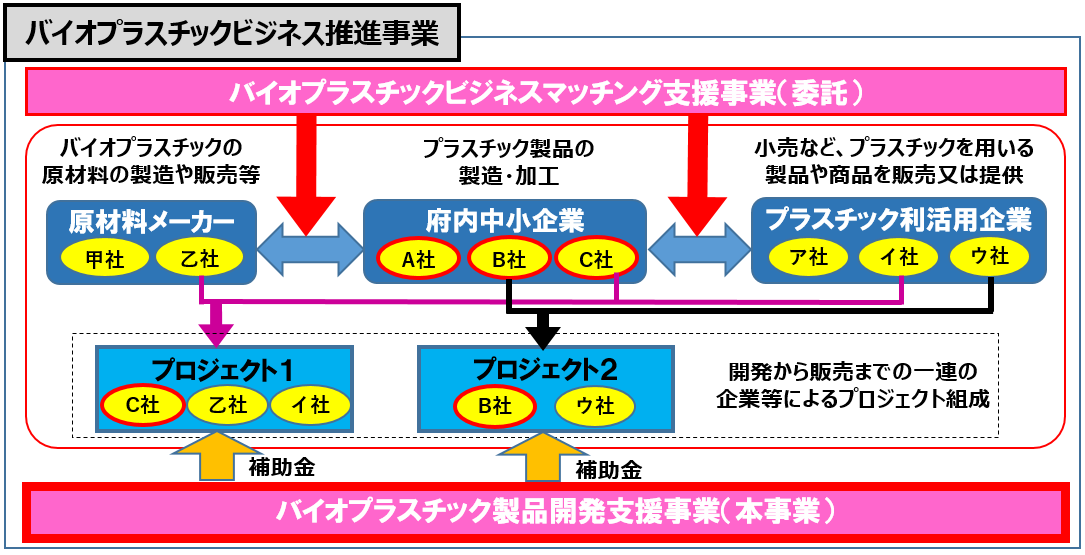 バイオプラスチックビジネス推進事業
バイオプラスチックビジネスマッチング支援事業(委託)
バイオプラスチックの
原材料の製造や販売等
プラスチック製品の
製造・加工
小売など、プラスチックを用いる
製品や商品を販売又は提供
原材料メーカー
甲社
乙社
府内中小企業
A社
B社
C社
プラスチック利活用企業
ア社
イ社
ウ社
プロジェクト1
C社
乙社
イ社
プロジェクト2
B社
ウ社
開発から販売までの一連の
企業等によるプロジェクト組成
補助金
補助金
バイオプラスチック製品開発支援事業(本事業)